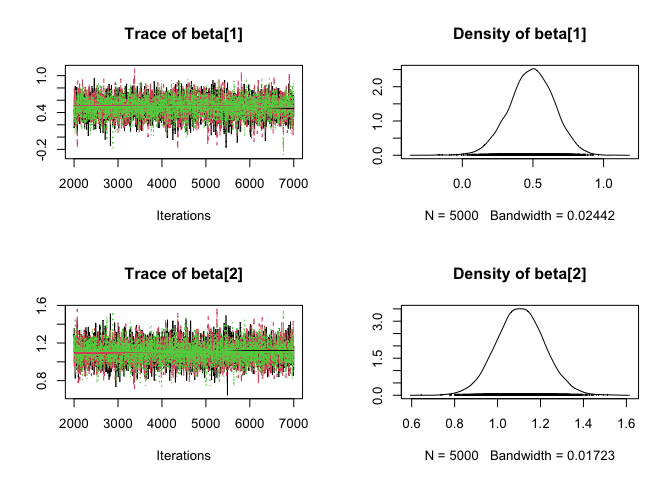 Trace of beta[1]
1.0
0.4
-0.2
2000 3000 4000 5000 6000 7000
Iterations
Density of beta[1]
2.0
1.0
0.0
0.0 0.5 1.0
N = 5000 Bandwidth = 0.02442
Trace of beta[2]
1.6
1.2
0.8
2000 3000 4000 5000 6000 7000
Iterations
Density of beta[2]
3.0
1.5
0.0
0.6 0.8 1.0 1.2 1.4 1.6
N = 5000 Bandwidth = 0.01723